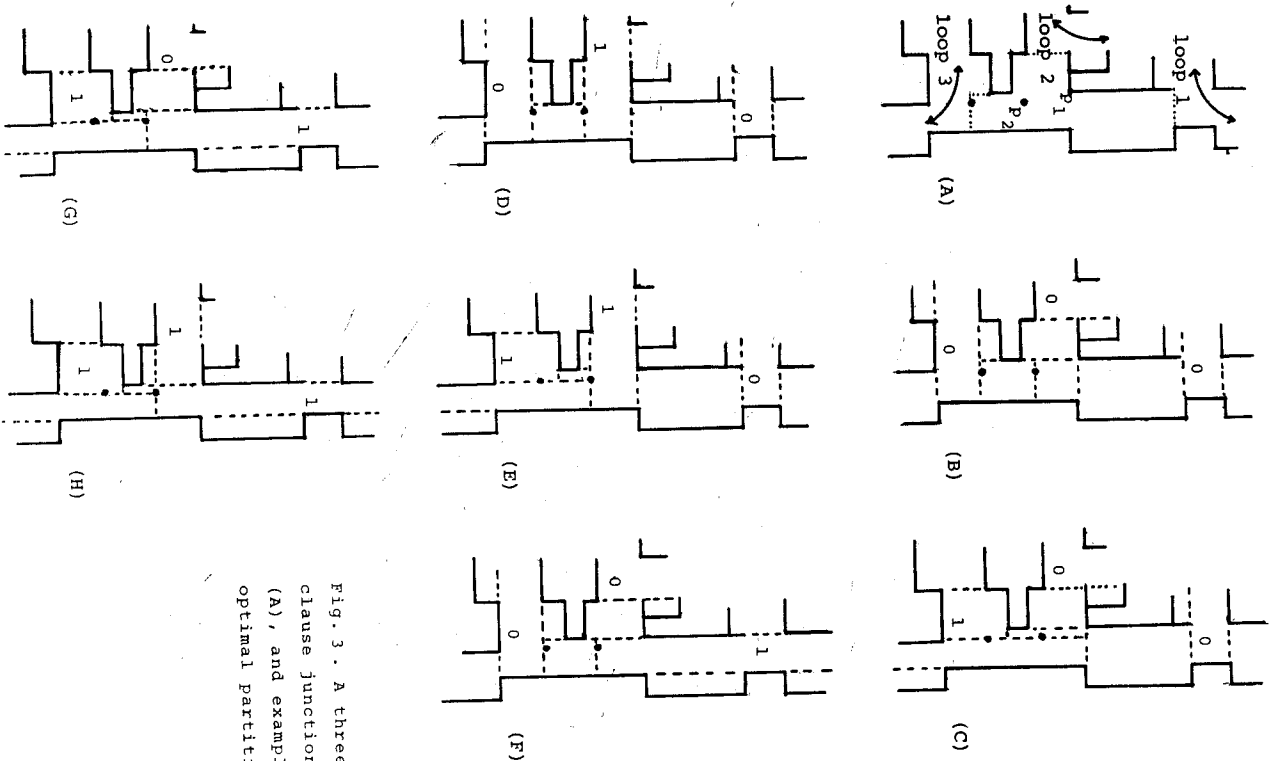 loop 1
loop 2
loop 3
P1
P2
(A)
0
0
0
(B)
0
0
1
(C)
0
1
0
(D)
0
1
1
(E)
1
0
0
(F)
1
0
1
(G)
1
1
1
(H)
Fig. 3 . A three
clause junction
(A), and exampl
optimal partiti